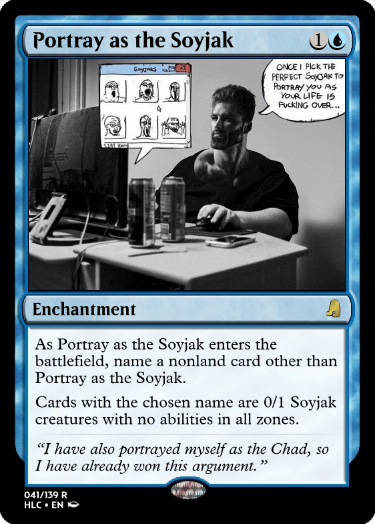 Portray as the Soyjak 1
SOYJAKS
ONCE I PICK THE
PERFECT SOYJAK TO
PORTRAY YOU AS
YOUR LIFE IS
FUCKING OVER...
Enchantment
As Portray as the Soyjak enters the
battlefield, name a nonland card other than
Portray as the Soyjak.
Cards with the chosen name are 0/1 Soyjak
creatures with no abilities in all zones.
“I have also portrayed myself as the Chad, so
I have already won this argument.”
041/139 R
HLC • EN